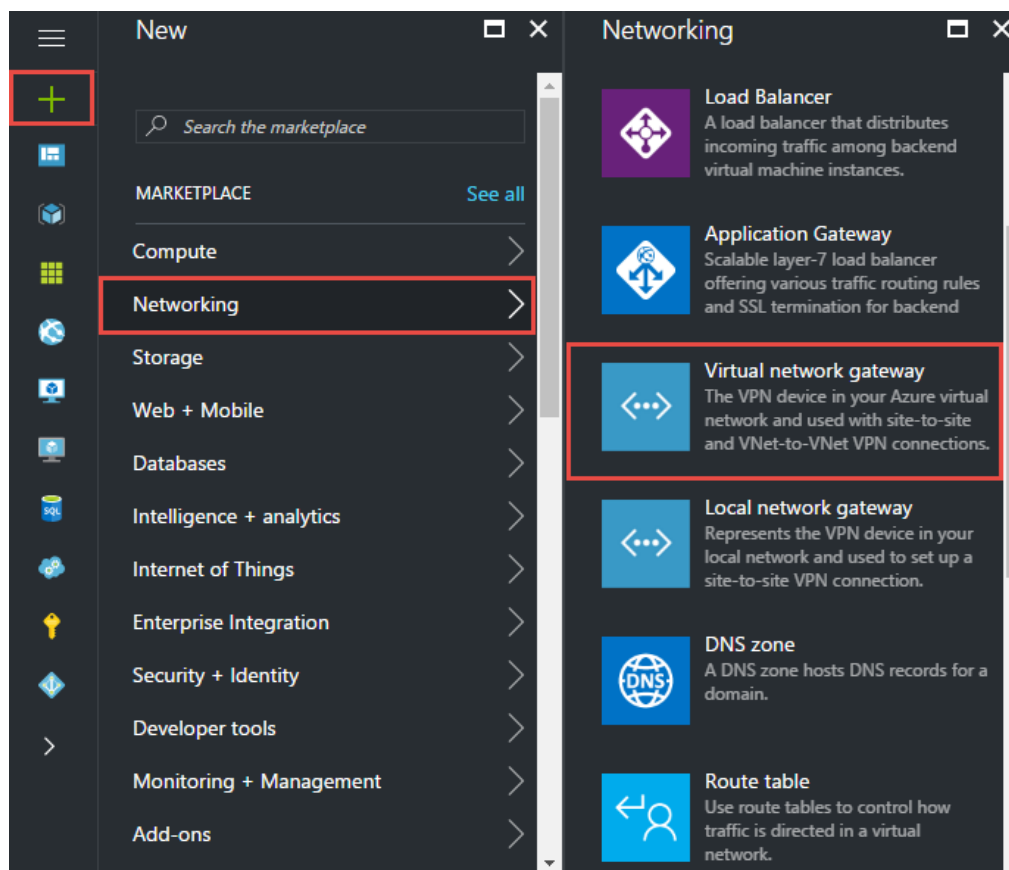 New
Search the marketplace
MARKETPLACE
See all
Compute
Networking
Storage
Web + Mobile
Databases
Intelligence + analytics
Internet of Things
Enterprise Integration
Security + Identity
Developer tools
Monitoring + Management
Add-ons
SQL
Networking
Load Balancer
A load balancer that distributes
incoming traffic among backend
virtual machine instances.
Application Gateway
Scalable layer-7 load balancer
offering various traffic routing rules
and SSL termination for backend
Virtual network gateway
The VPN device in your Azure virtual
network and used with site-to-site
and VNet-to-VNet VPN connections.
Local network gateway
Represents the VPN device in your
local network and used to set up a
site-to-site VPN connection.
DNS
DNS zone
A DNS zone hosts DNS records for a
domain.
Route table
Use route tables to control how
traffic is directed in a virtual
network.